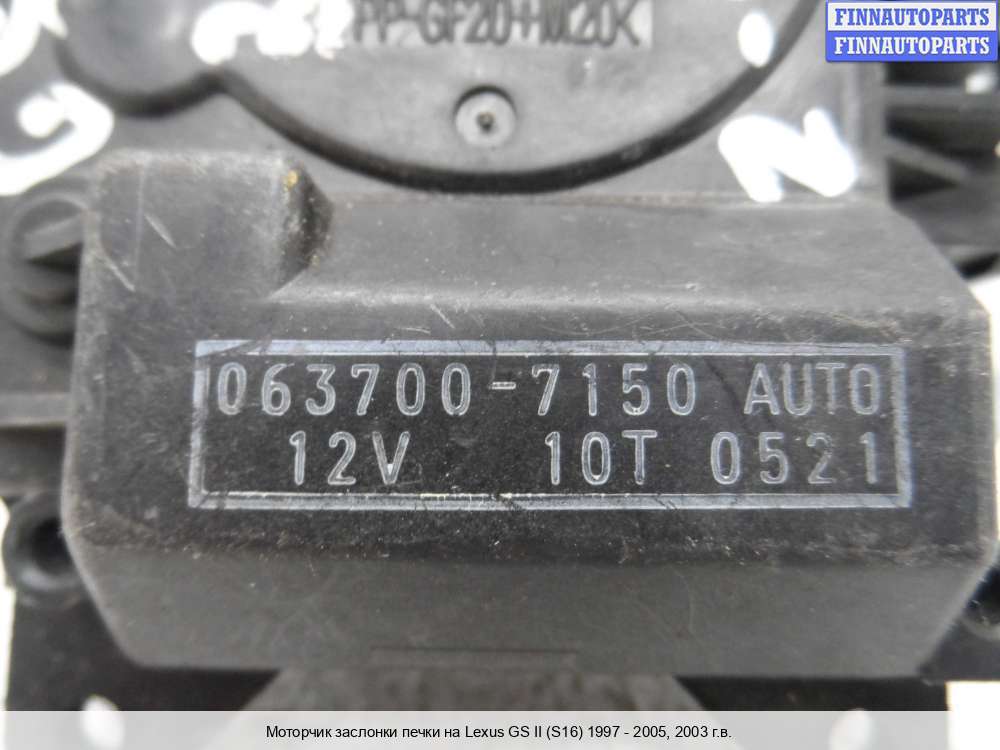 FINNAUTOPARTS
FINNAUTOPARTS
PP-GF20+M20K
063700-7150 AUTO
12V 10T 0521
Моторчик заслонки печки на Lexus GS II (S16) 1997 - 2005, 2003 г.в.